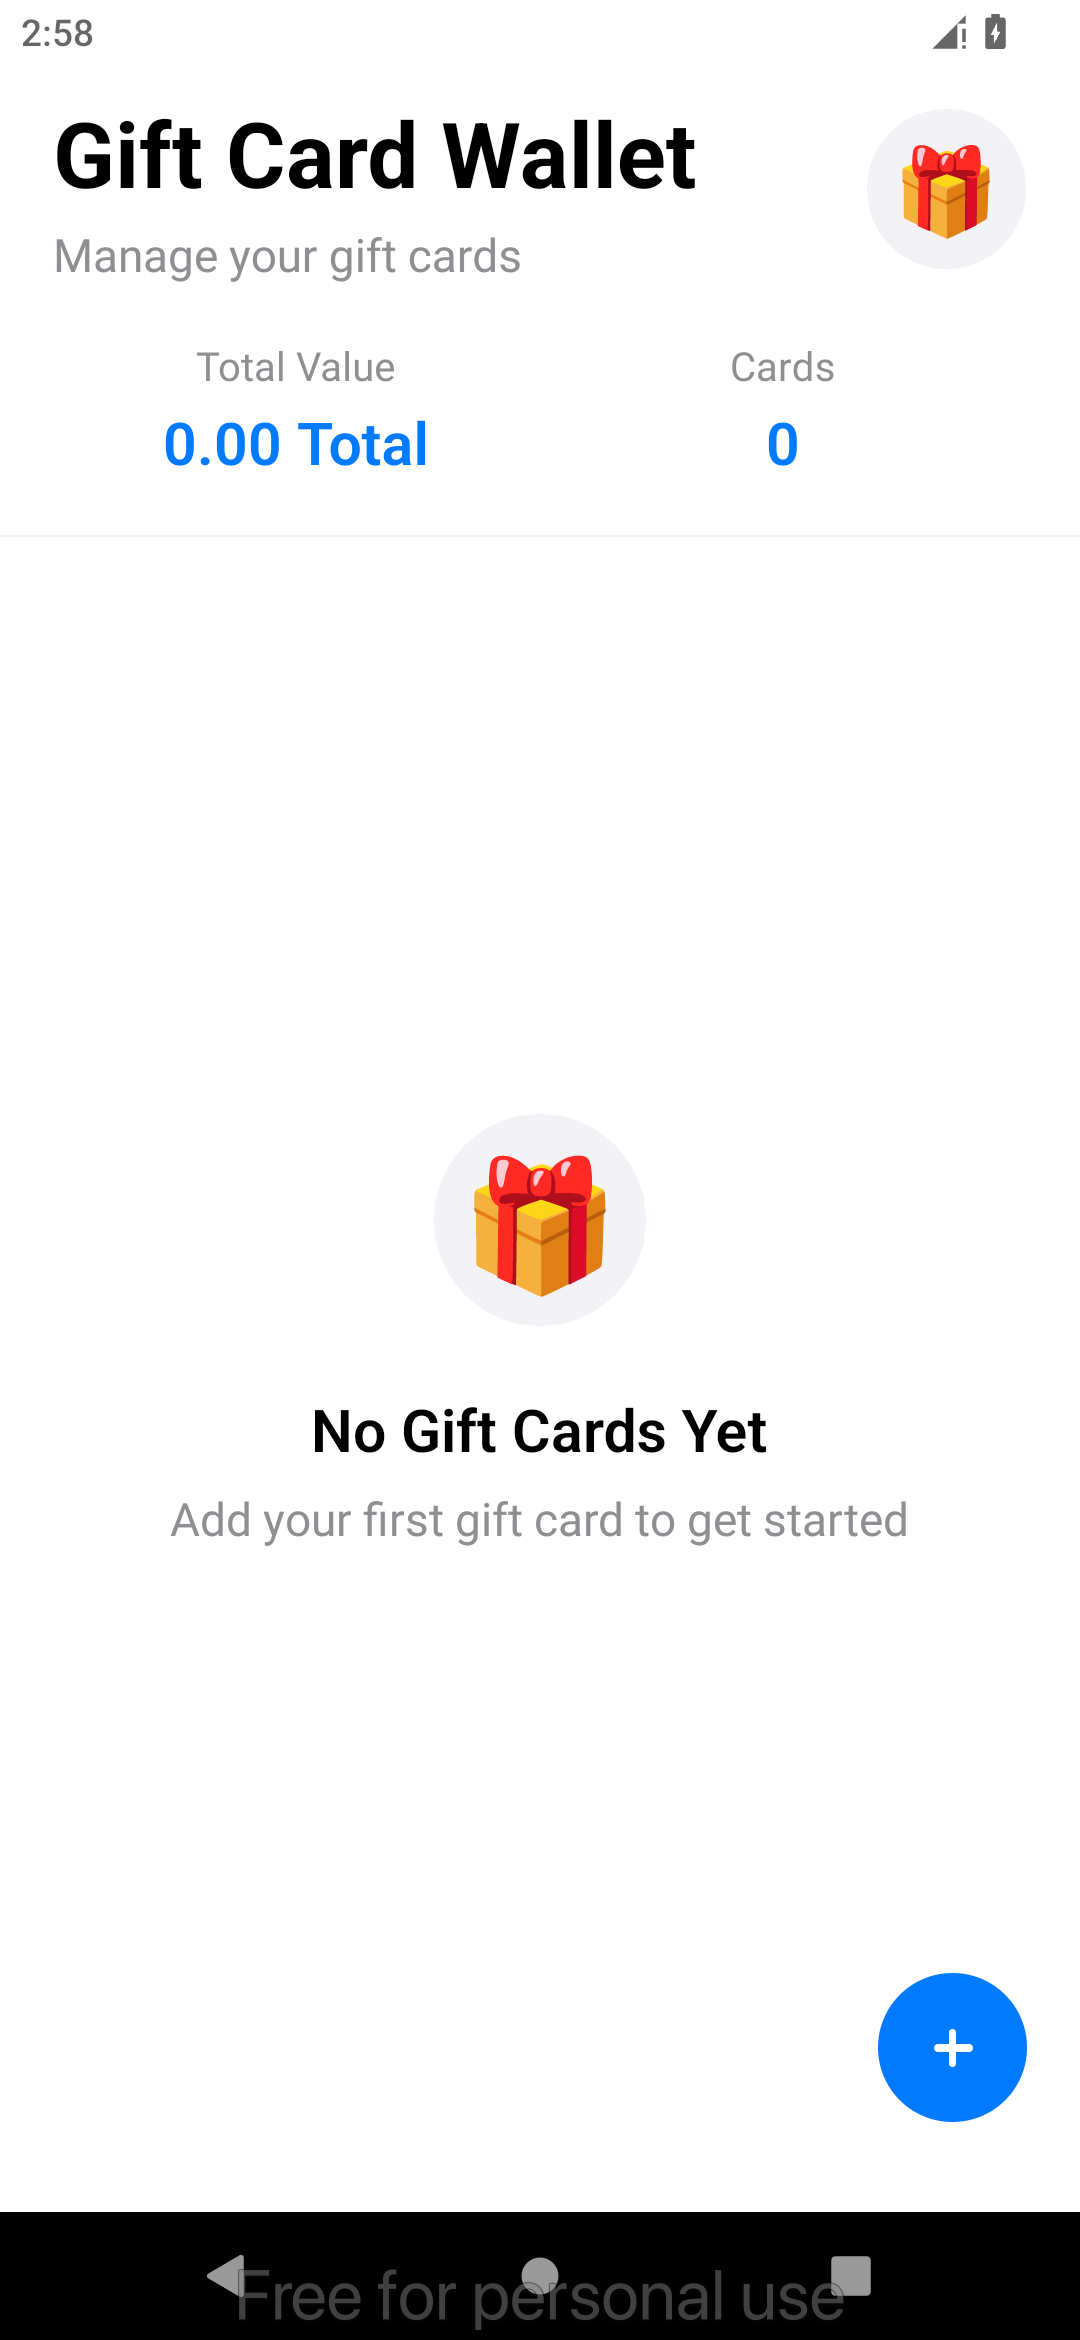 2:58
Gift Card Wallet
Manage your gift cards
Total Value
Cards
0.00 Total
0
No Gift Cards Yet
Add your first gift card to get started
Free for personal use